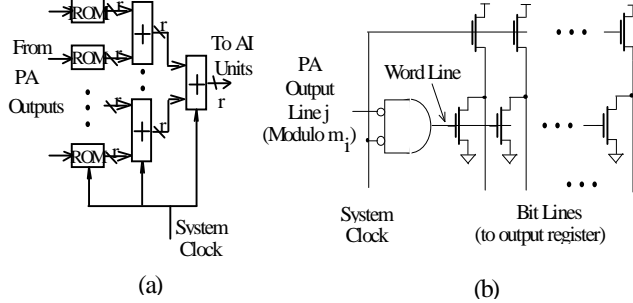 ROM
r
r
+
From
ROM
r
To AI
PA
Units
+
Outputs
r
r
r
+
r
ROM
r
System
Clock
(a)
PA
Output
Line j
(Modulo m i)
Word Line
System
Clock
Bit Lines
(to output register)
(b)